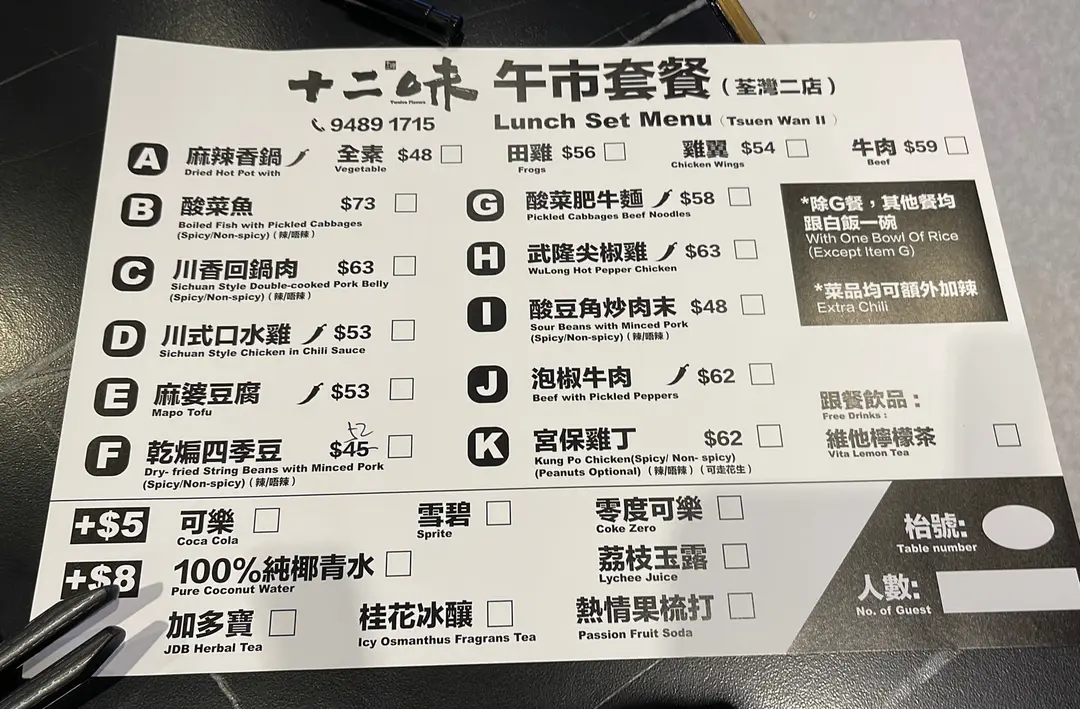 十二味 午市套餐（荃灣二店）
Twelve Flavors
9489 1715 Lunch Set Menu（Tsuen Wan II）
A 麻辣香鍋 全素 $48 田雞 $56 雞翼 $54 牛肉 $59
Dried Hot Pot with Vegetable Frogs Chicken Wings Beef
B 酸菜魚 $73
Boiled Fish with Pickled Cabbages
(Spicy/Non-spicy)（辣/唔辣）
C 川香回鍋肉 $63
Sichuan Style Double-cooked Pork Belly
(Spicy/Non-spicy)（辣/唔辣）
D 川式口水雞 $53
Sichuan Style Chicken in Chili Sauce
E 麻婆豆腐 $53
Mapo Tofu
F 乾煸四季豆 $45 52
Dry- fried String Beans with Minced Pork
(Spicy/Non-spicy)（辣/唔辣）
G 酸菜肥牛麵 $58
Pickled Cabbages Beef Noodles
H 武隆尖椒雞 $63
WuLong Hot Pepper Chicken
I 酸豆角炒肉末 $48
Sour Beans with Minced Pork
(Spicy/Non-spicy)（辣/唔辣）
J 泡椒牛肉 $62
Beef with Pickled Peppers
K 宮保雞丁 $62
Kung Po Chicken(Spicy/ Non- spicy)
(Peanuts Optional)（辣/唔辣）（可走花生）
*除G餐，其他餐均
跟白飯一碗
With One Bowl Of Rice
(Except Item G)
*菜品均可額外加辣
Extra Chili
跟餐飲品：
Free Drinks :
維他檸檬茶
Vita Lemon Tea
+$5 可樂 雪碧 零度可樂
Coca Cola Sprite Coke Zero
+$8 100%純椰青水 荔枝玉露
Pure Coconut Water Lychee Juice
加多寶 桂花冰釀 熱情果梳打
JDB Herbal Tea Icy Osmanthus Fragrans Tea Passion Fruit Soda
枱號:
Table number
人數:
No. of Guest